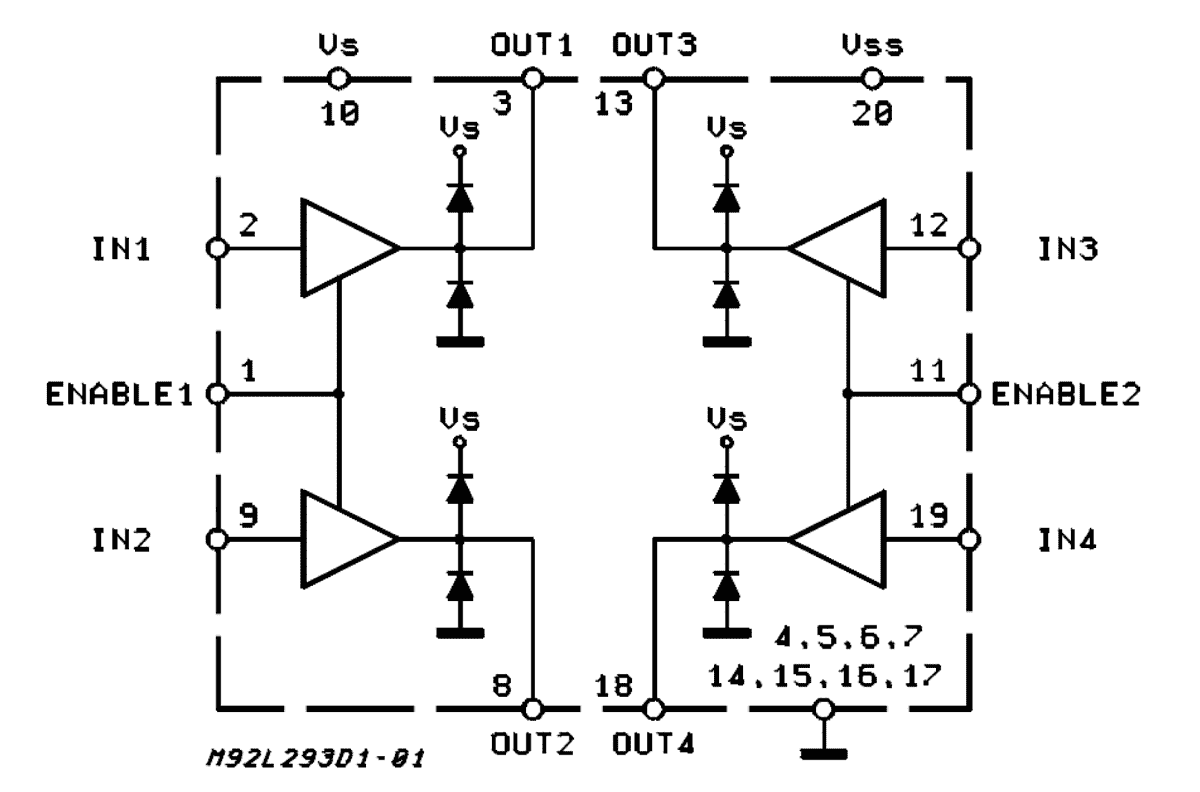 Vs OUT1 OUT3 Vss
10 3 13 20
Vs Vs
IN1 2 12 IN3
ENABLE1 1 11 ENABLE2
Vs Vs
IN2 9 19 IN4
4,5,6,7
8 18 14,15,16,17
OUT2 OUT4
M92L293D1-01